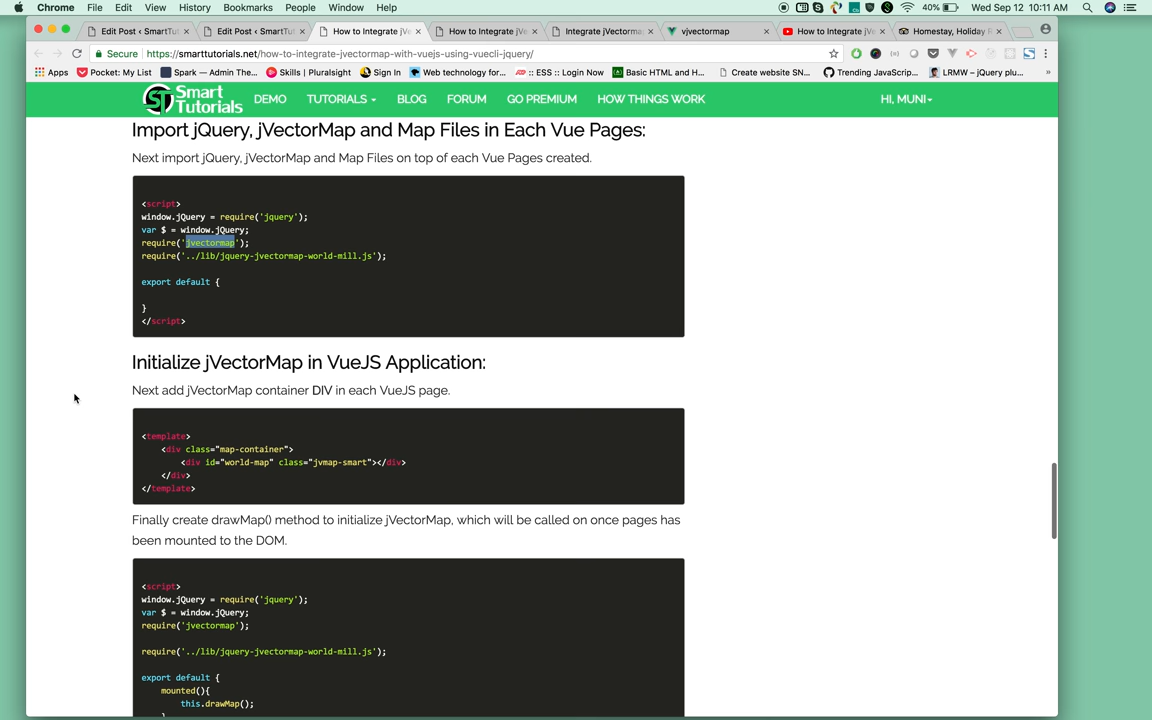 Chrome File Edit View History Bookmarks People Window Help 40% Wed Sep 12 10:11 AM
Edit Post ‹ SmartTut Edit Post ‹ SmartTut How to Integrate jVe How to Integrate jVe Integrate jVectorma vjvectormap How to Integrate jVe Homestay, Holiday R
Secure https://smarttutorials.net/how-to-integrate-jvectormap-with-vuejs-using-vuecli-jquery/
Apps Pocket: My List Spark — Admin The... Skills | Pluralsight Sign In Web technology for... :: ESS :: Login Now Basic HTML and H... Create website SN... Trending JavaScrip... LRMW – jQuery plu... »
ST Smart Tutorials DEMO TUTORIALS BLOG FORUM GO PREMIUM HOW THINGS WORK HI, MUNI
Import jQuery, jVectorMap and Map Files in Each Vue Pages:
Next import jQuery, jVectorMap and Map Files on top of each Vue Pages created.
<script>
window.jQuery = require('jquery');
var $ = window.jQuery;
require('jvectormap');
require('../lib/jquery-jvectormap-world-mill.js');
export default {
}
</script>
Initialize jVectorMap in VueJS Application:
Next add jVectorMap container DIV in each VueJS page.
<template>
<div class="map-container">
<div id="world-map" class="jvmap-smart"></div>
</div>
</template>
Finally create drawMap() method to initialize jVectorMap, which will be called on once pages has
been mounted to the DOM.
<script>
window.jQuery = require('jquery');
var $ = window.jQuery;
require('jvectormap');
require('../lib/jquery-jvectormap-world-mill.js');
export default {
mounted(){
this.drawMap();
}